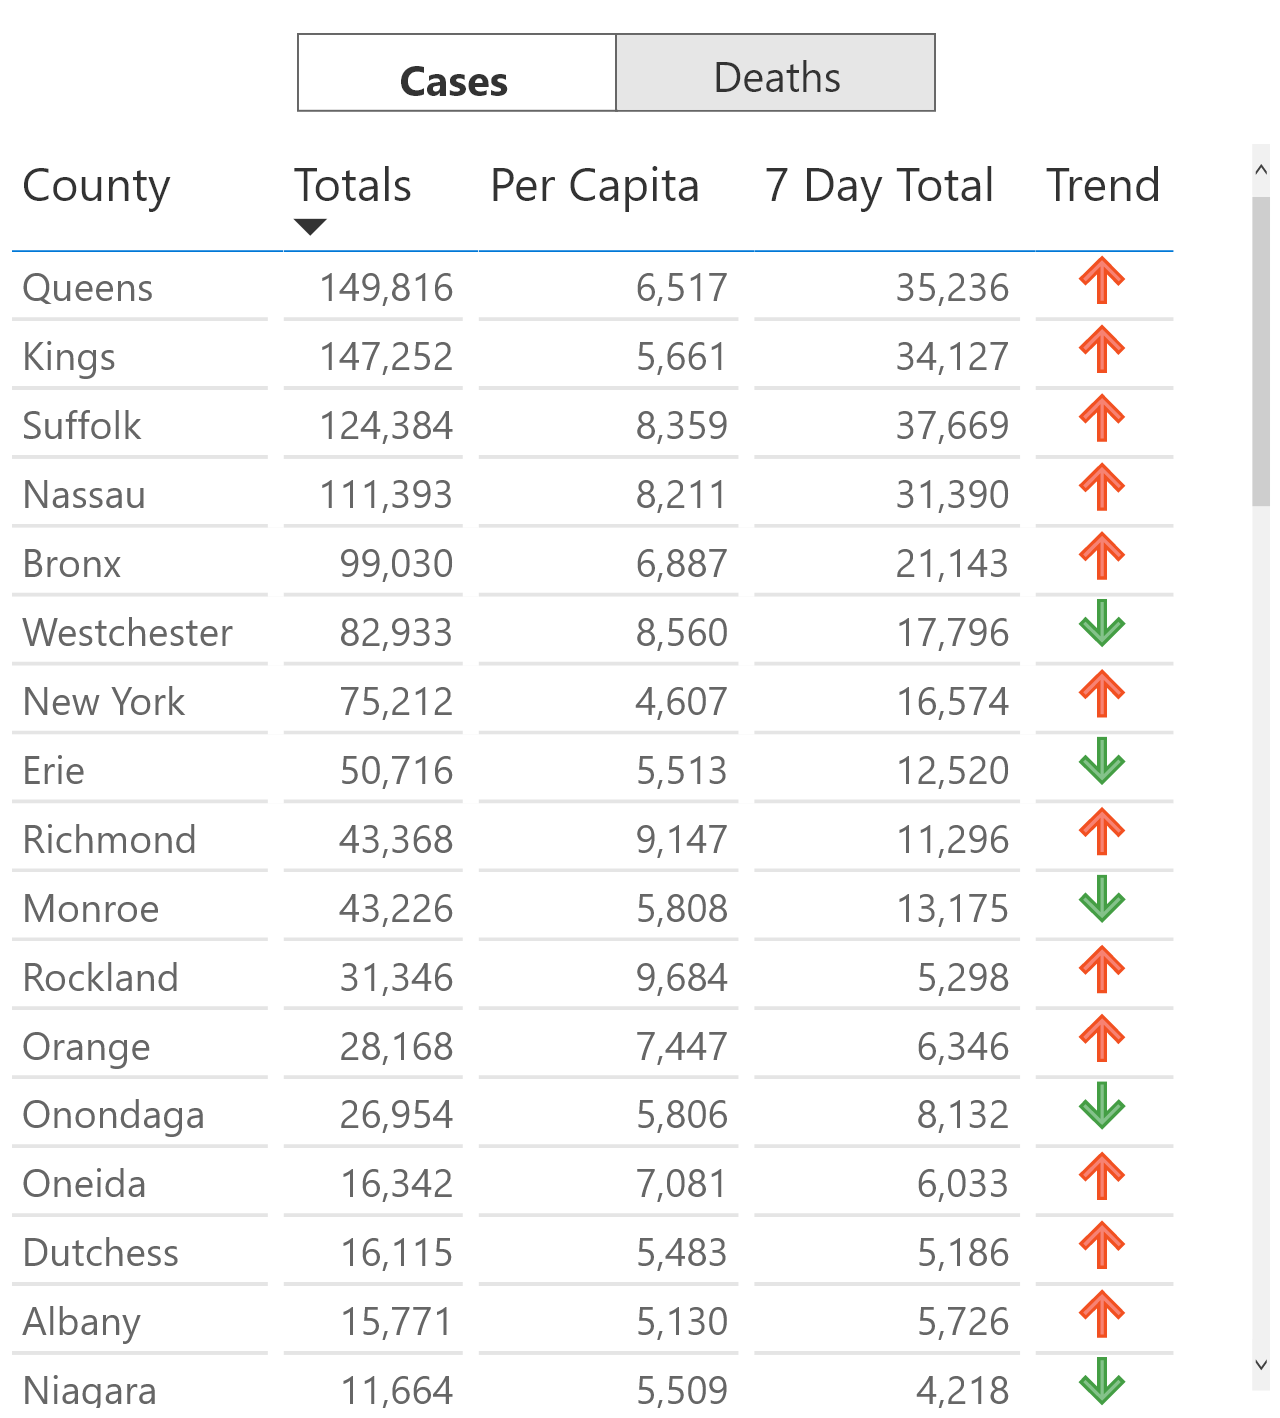 Cases Deaths
County Totals Per Capita 7 Day Total Trend
Queens 149,816 6,517 35,236
Kings 147,252 5,661 34,127
Suffolk 124,384 8,359 37,669
Nassau 111,393 8,211 31,390
Bronx 99,030 6,887 21,143
Westchester 82,933 8,560 17,796
New York 75,212 4,607 16,574
Erie 50,716 5,513 12,520
Richmond 43,368 9,147 11,296
Monroe 43,226 5,808 13,175
Rockland 31,346 9,684 5,298
Orange 28,168 7,447 6,346
Onondaga 26,954 5,806 8,132
Oneida 16,342 7,081 6,033
Dutchess 16,115 5,483 5,186
Albany 15,771 5,130 5,726
Niagara 11,664 5,509 4,218